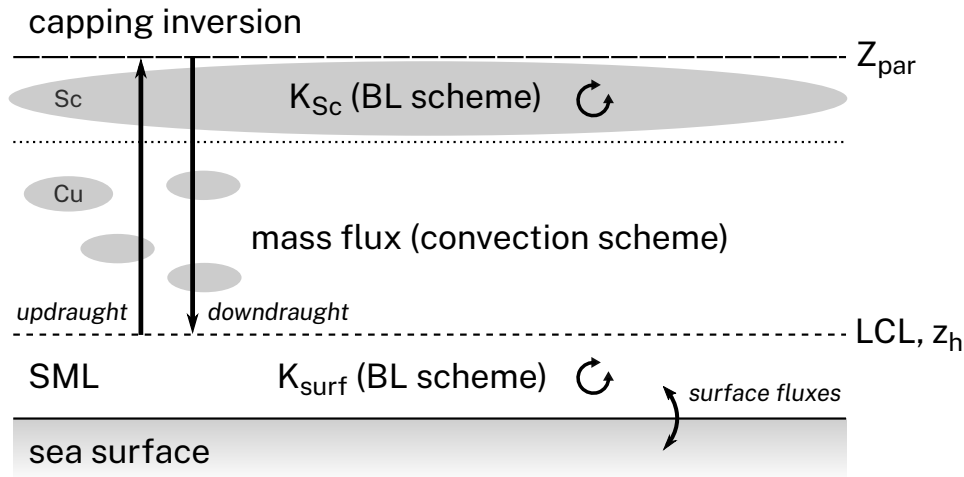 capping inversion
Z_par
Sc
K_Sc (BL scheme)
Cu
mass flux (convection scheme)
updraught
downdraught
LCL, z_h
SML
K_surf (BL scheme)
surface fluxes
sea surface